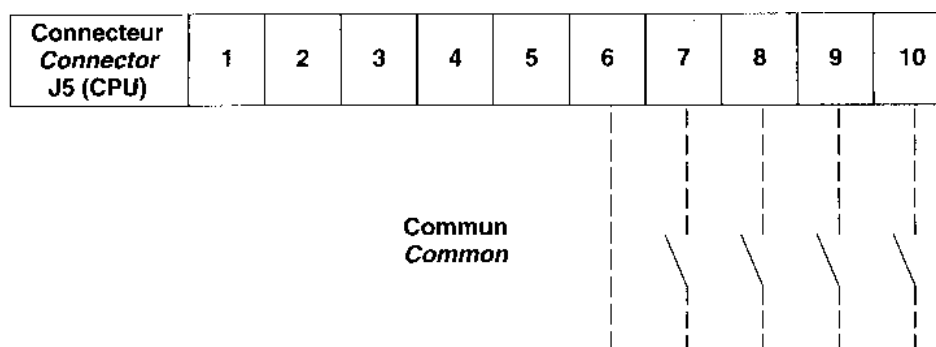 Connecteur
Connector
J5 (CPU)
1 2 3 4 5 6 7 8 9 10
Commun
Common